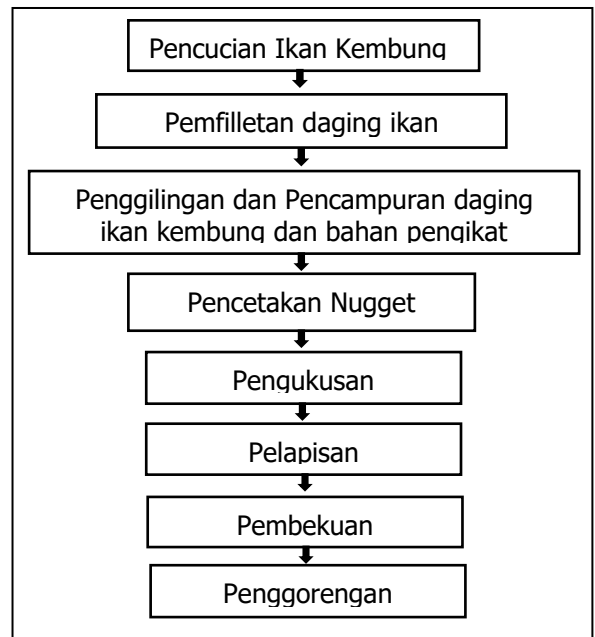 Pencucian Ikan Kembung
Pemfilletan daging ikan
Penggilingan dan Pencampuran daging
ikan kembung dan bahan pengikat
Pencetakan Nugget
Pengukusan
Pelapisan
Pembekuan
Penggorengan